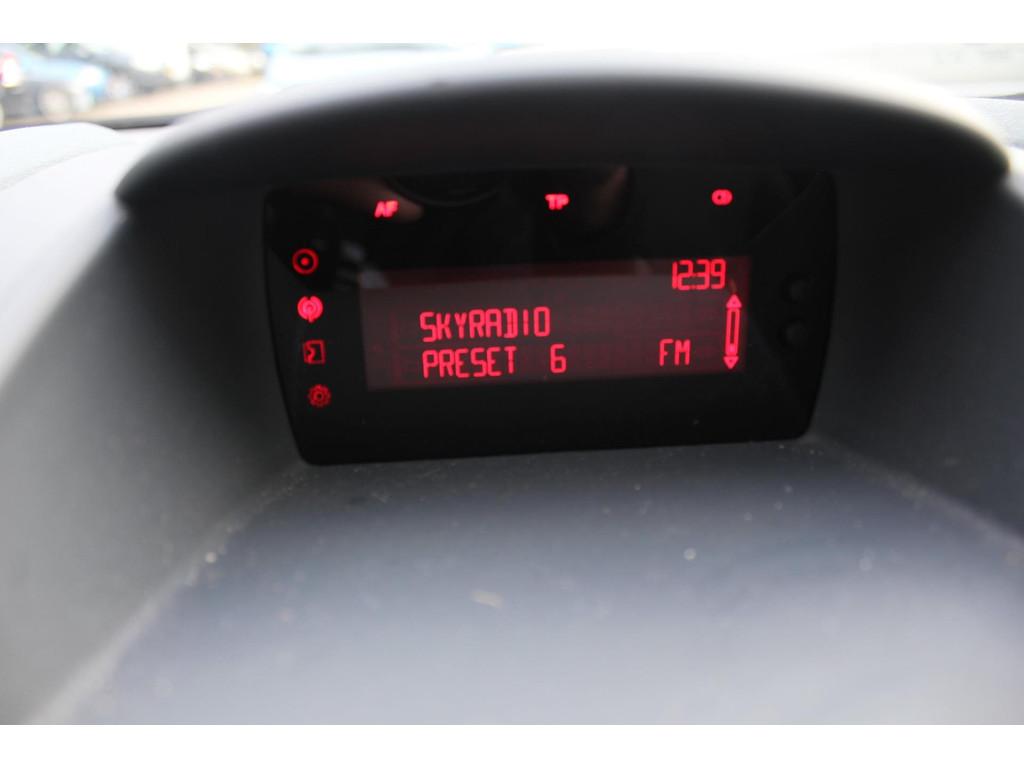 AF TP
12:39
SKYRADIO
PRESET 6 FM